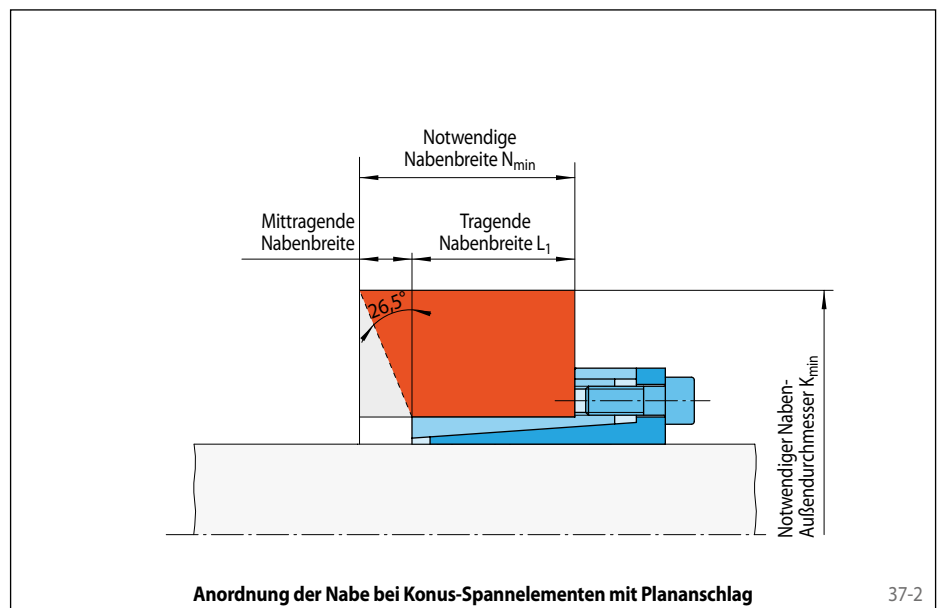 Notwendige
Nabenbreite Nmin
Mittragende
Nabenbreite
Tragende
Nabenbreite L1
26,5°
Notwendiger Naben-
Außendurchmesser Kmin
Anordnung der Nabe bei Konus-Spannelementen mit Plananschlag
37-2